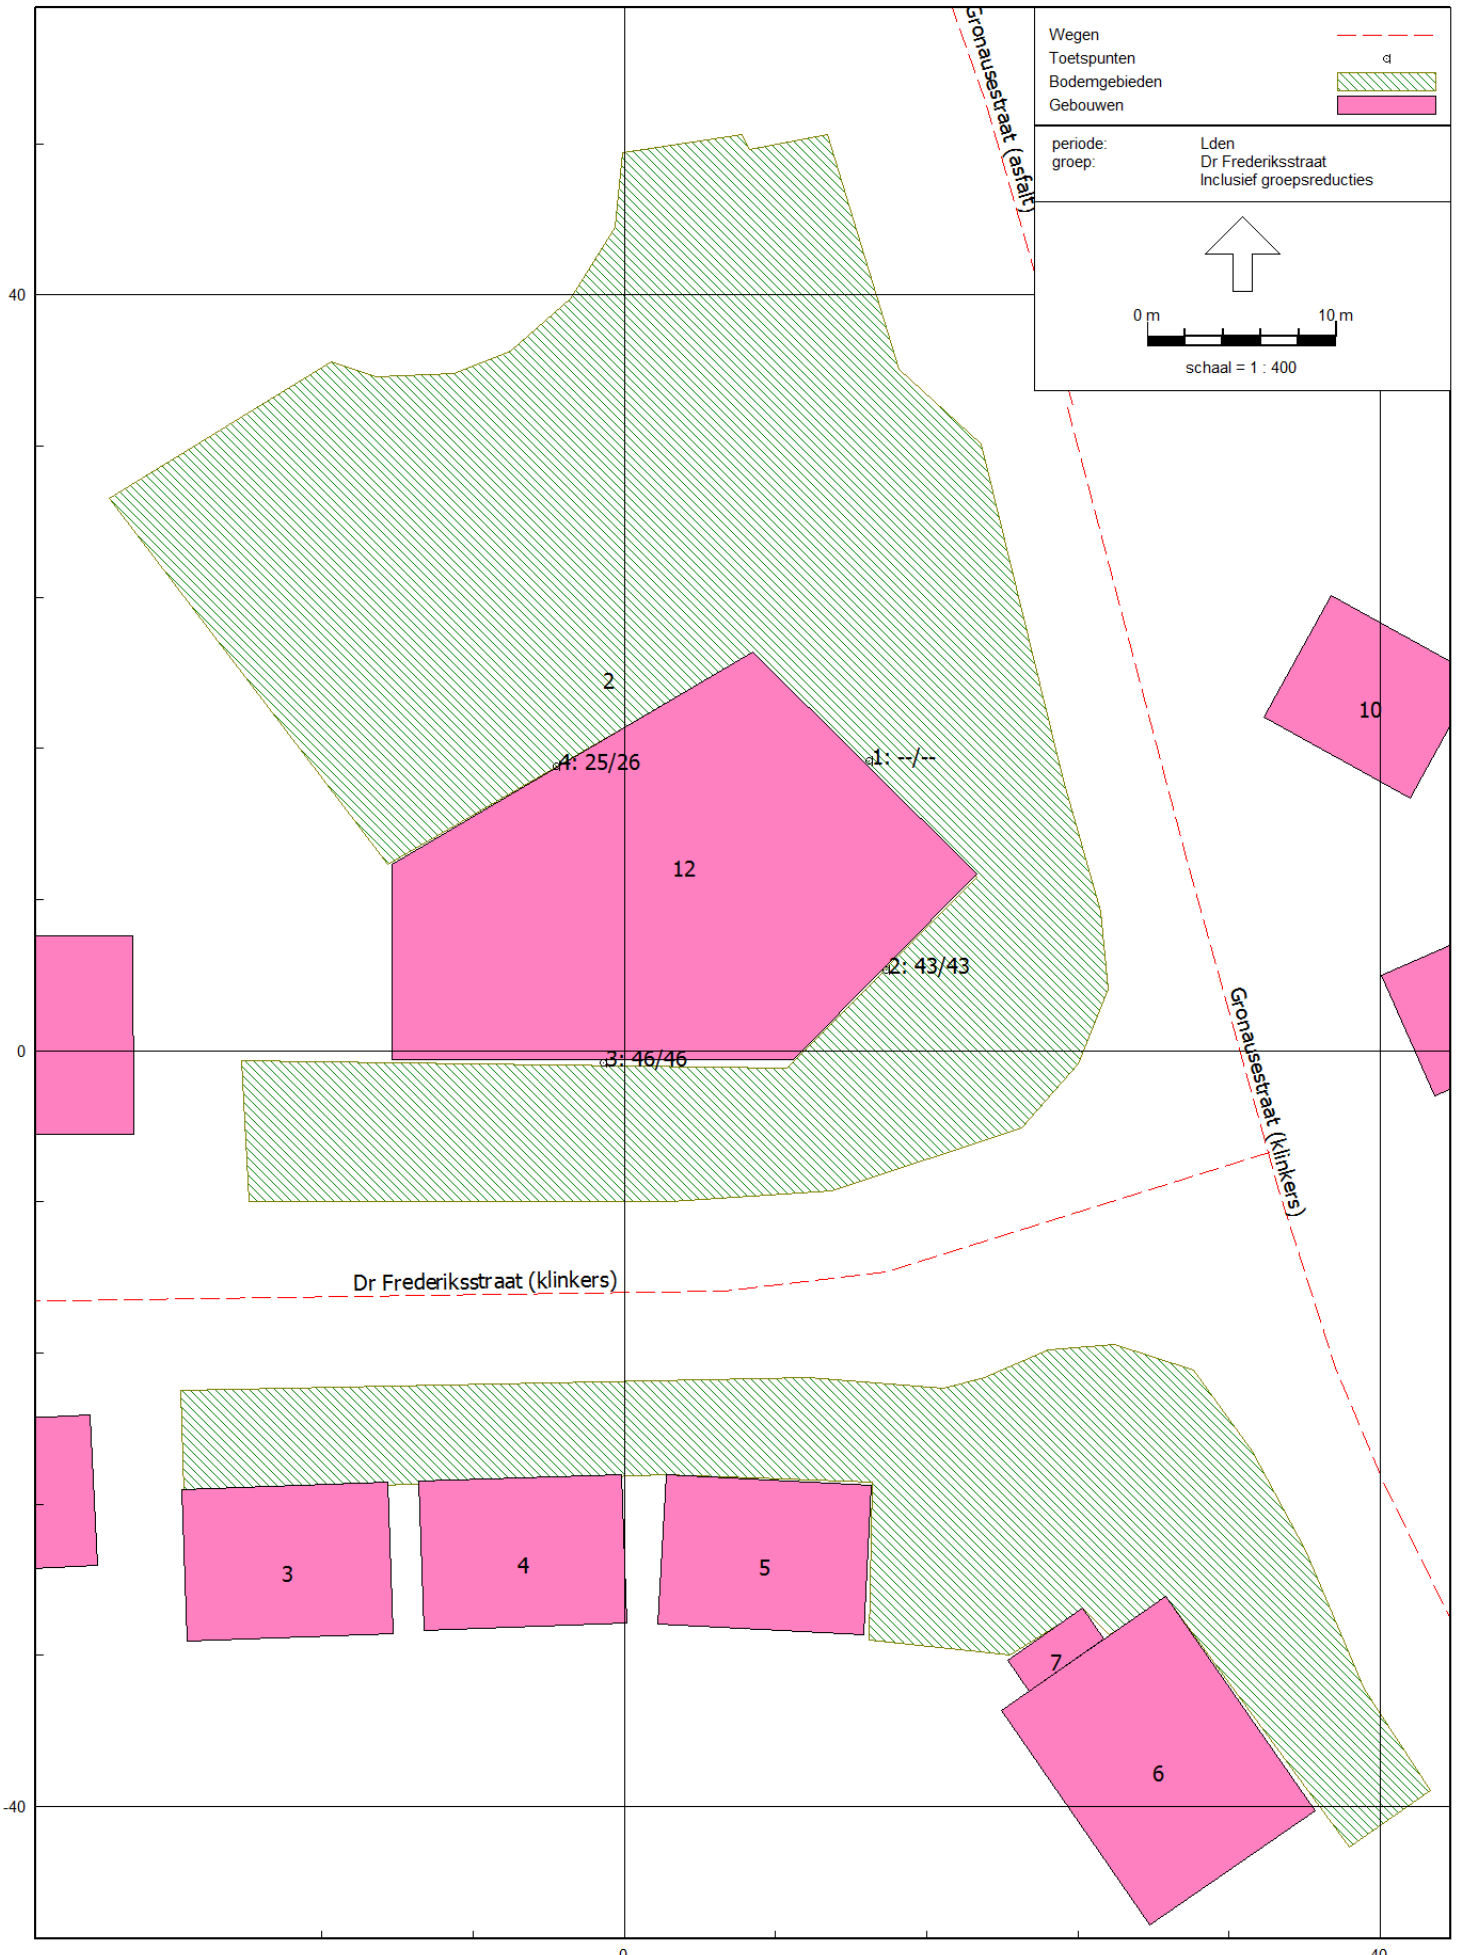 Wegen
Toetspunten
Bodemgebieden
Gebouwen
periode: Lden
groep: Dr Frederiksstraat
Inclusief groepsreducties
0 m 10 m
schaal = 1 : 400
Gronausestraat (asfalt)
40
2
10
4: 25/26
1: --/--
12
2: 43/43
0
3: 46/46
Gronausestraat (klinkers)
Dr Frederiksstraat (klinkers)
3
4
5
7
6
-40
0
40